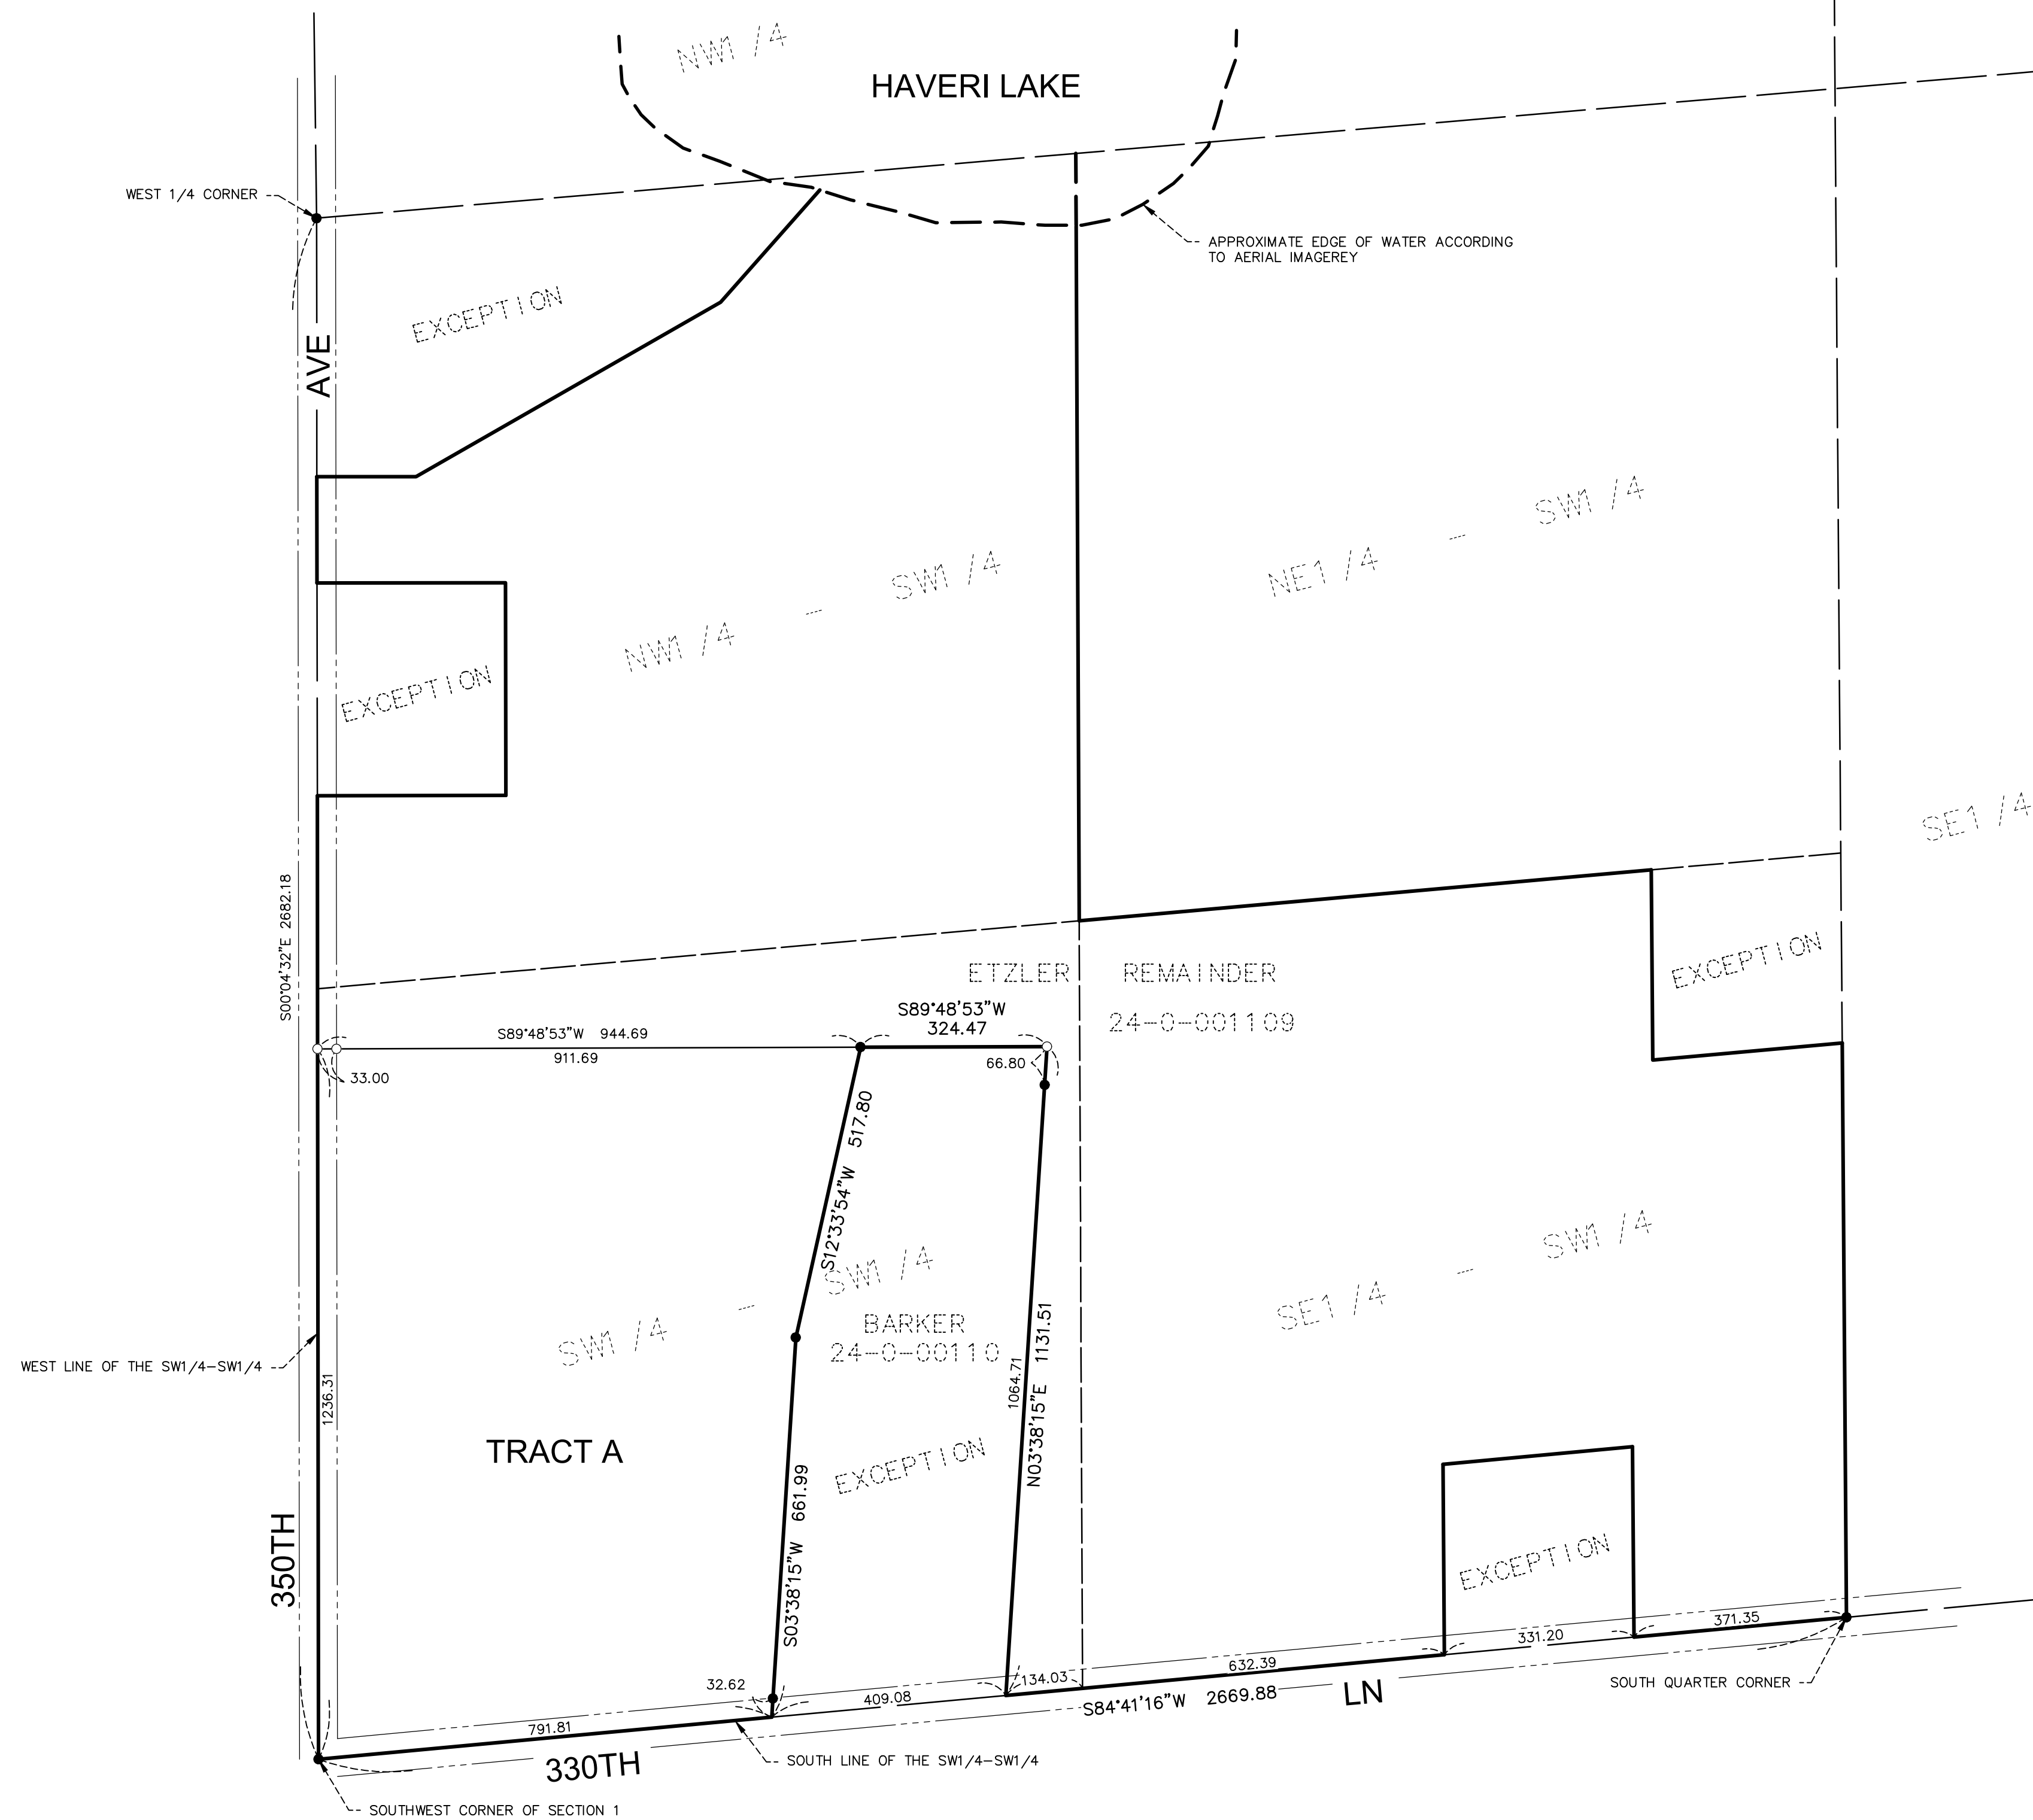 NW1/4
HAVERI LAKE
WEST 1/4 CORNER
APPROXIMATE EDGE OF WATER ACCORDING
TO AERIAL IMAGEREY
EXCEPTION
AVE
NW1/4 - SW1/4
NE1/4 - SW1/4
EXCEPTION
SE1/4
S00°04'32"E 2682.18
EXCEPTION
ETZLER REMAINDER
24-0-001109
S89°48'53"W
324.47
S89°48'53"W 944.69
911.69
66.80
33.00
S12°33'54"W 517.80
SW1/4 - SW1/4
SE1/4 - SW1/4
BARKER
24-0-00110
N03°38'15"E 1131.51
1064.71
WEST LINE OF THE SW1/4-SW1/4
1236.31
TRACT A
EXCEPTION
S03°38'15"W 661.99
350TH
EXCEPTION
371.35
331.20
632.39
134.03
32.62
409.08
SOUTH QUARTER CORNER
S84°41'16"W 2669.88
LN
791.81
330TH
SOUTH LINE OF THE SW1/4-SW1/4
SOUTHWEST CORNER OF SECTION 1